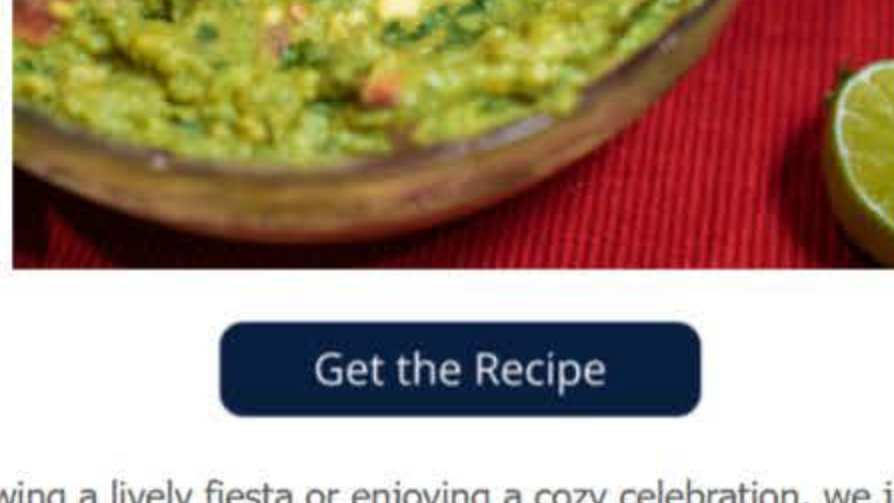 Get the Recipe
a lively fiesta or enjoying a cozy celebration, we